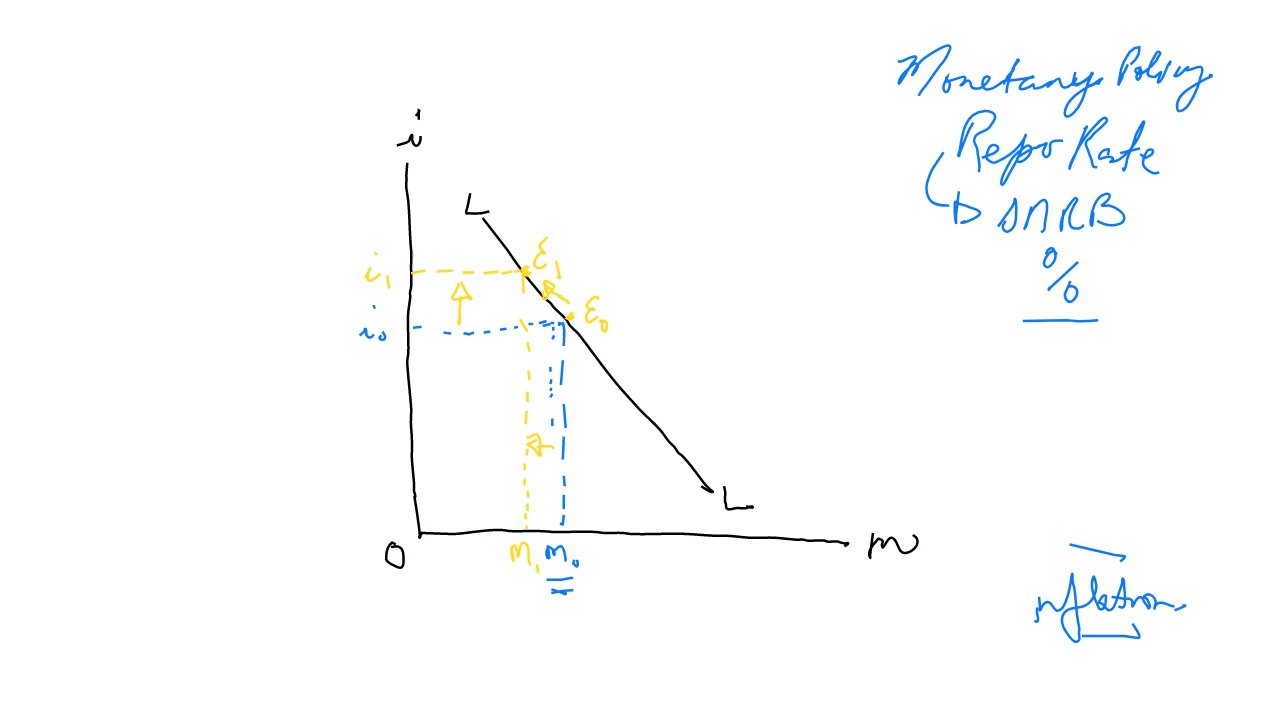 Monetary Policy
Repo Rate
SARB
%
i
L
i₁
E₁
i₀
E₀
L
O
M₁
M₀
M
inflation